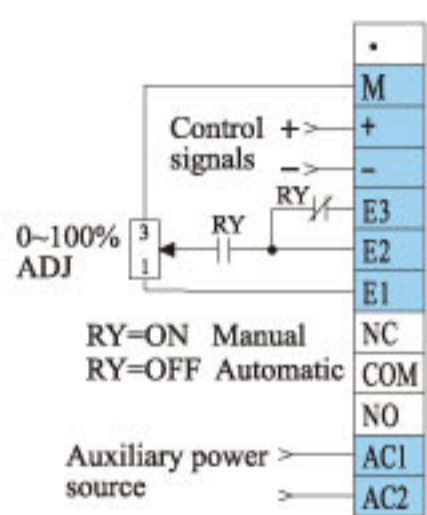 •
M
Control +
+
signals −
−
RY
E3
0~100% 3 RY
E2
ADJ 1
E1
RY=ON Manual
NC
RY=OFF Automatic
COM
NO
Auxiliary power
AC1
source
AC2